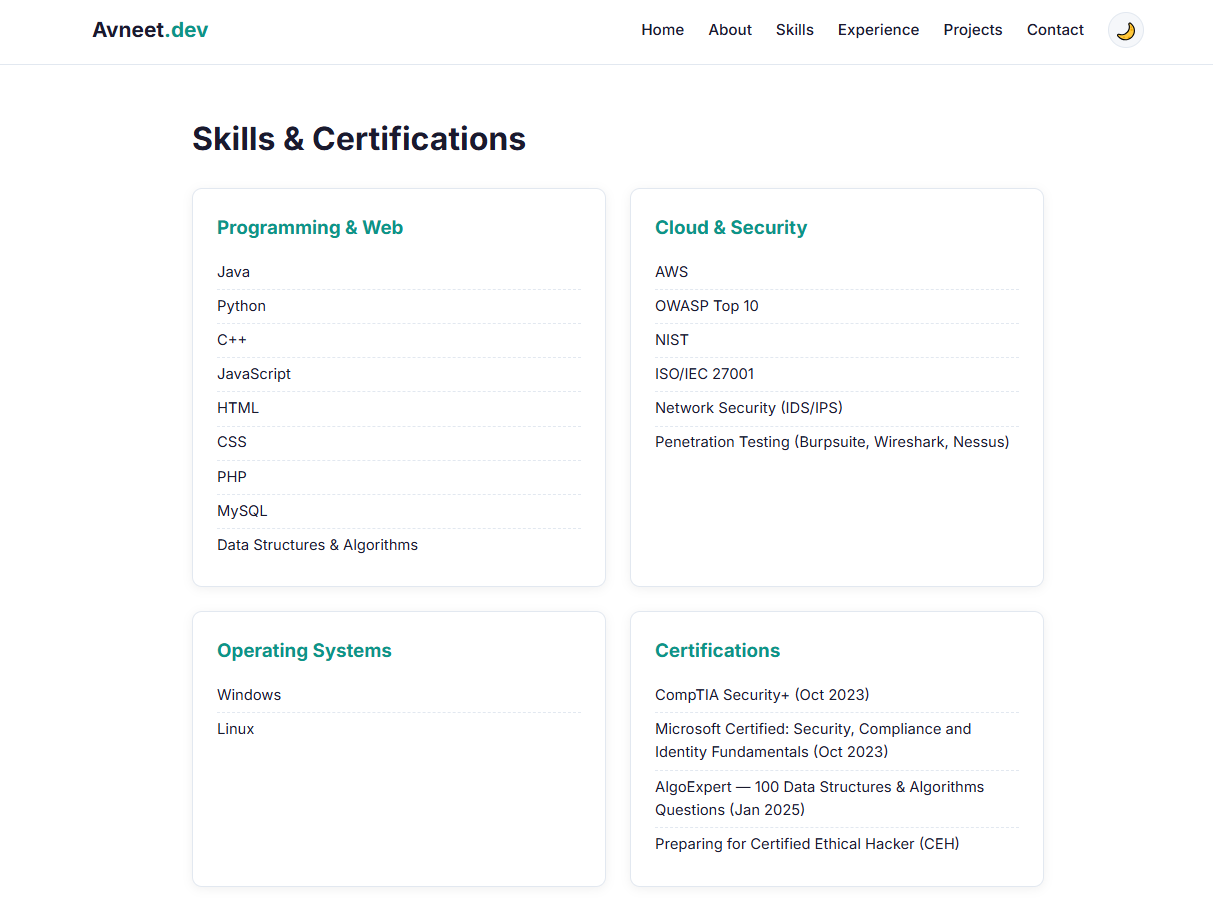 Avneet.dev
Home About Skills Experience Projects Contact
Skills & Certifications
Programming & Web
Java
Python
C++
JavaScript
HTML
CSS
PHP
MySQL
Data Structures & Algorithms
Cloud & Security
AWS
OWASP Top 10
NIST
ISO/IEC 27001
Network Security (IDS/IPS)
Penetration Testing (Burpsuite, Wireshark, Nessus)
Operating Systems
Windows
Linux
Certifications
CompTIA Security+ (Oct 2023)
Microsoft Certified: Security, Compliance and
Identity Fundamentals (Oct 2023)
AlgoExpert — 100 Data Structures & Algorithms
Questions (Jan 2025)
Preparing for Certified Ethical Hacker (CEH)